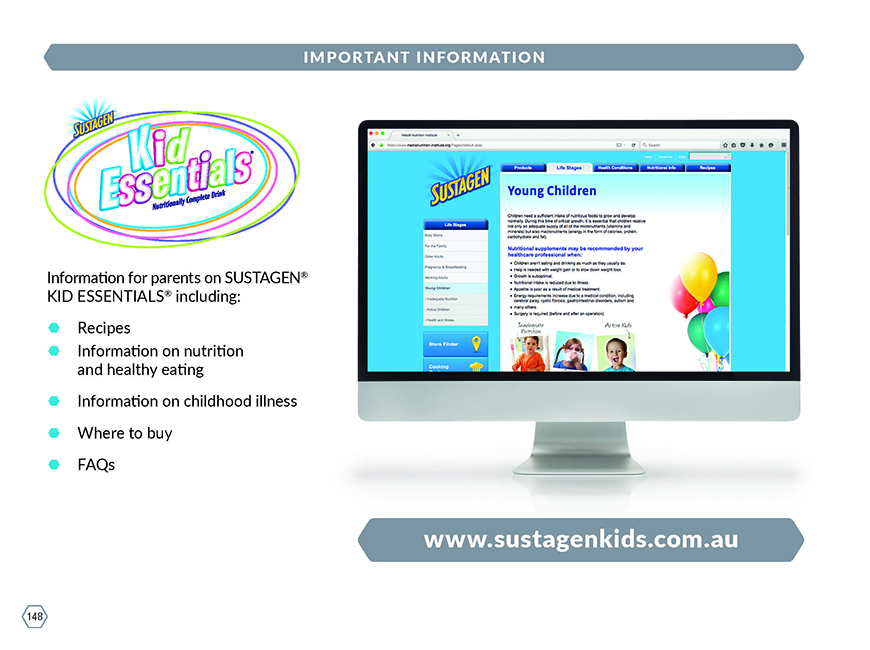 IMPORTANT INFORMATION
SUSTAGEN
Kid
Essentials
Nutritionally Complete Drink
Information for parents on SUSTAGEN®
KID ESSENTIALS® including:
Recipes
Information on nutrition
and healthy eating
Information on childhood illness
Where to buy
FAQs
Nestlé Nutrition Institute
Search
SUSTAGEN
Products
Life Stages
Health Conditions
Nutritional Info
Recipes
Young Children
Children need a sufficient intake of nutritious foods to grow and develop
normally. During this time of critical growth, it is essential that children receive
not only an adequate supply of all of the micronutrients (vitamins and
minerals) but also macronutrients (energy in the form of calories, protein,
carbohydrate and fat).
Nutritional supplements may be recommended by your
healthcare professional when:
Children aren't eating and drinking as much as they usually do.
Help is needed with weight gain or to slow down weight loss
Growth is suboptimal.
Nutritional intake is reduced due to illness.
Appetite is poor as a result of medical treatment.
Energy requirements increase due to a medical condition, including
cerebral palsy, cystic fibrosis, gastrointestinal disorders, autism and
many others.
Surgery is required (before and after an operation).
Life Stages
Busy Mums
For the Family
Older Adults
Pregnancy & Breastfeeding
Working Adults
Young Children
- Inadequate Nutrition
- Active Children
- Health and Illness
Store Finder
Cooking
Inadequate
Nutrition
Active Kids
www.sustagenkids.com.au
148